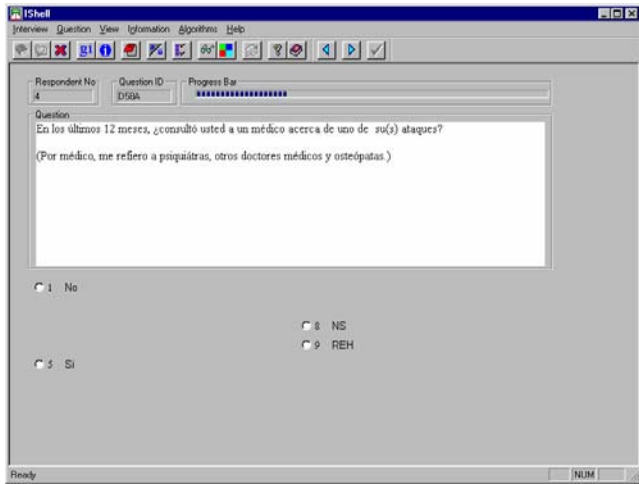 IShell
Interview Question View Information Algorithms Help
gi
Respondent No Question ID Progress Bar
4 D58A
Question
En los últimos 12 meses, ¿consultó usted a un médico acerca de uno de su(s) ataques?
(Por médico, me refiero a psiquiátras, otros doctores médicos y osteópatas.)
1 No
8 NS
9 REH
5 Si
Ready NUM